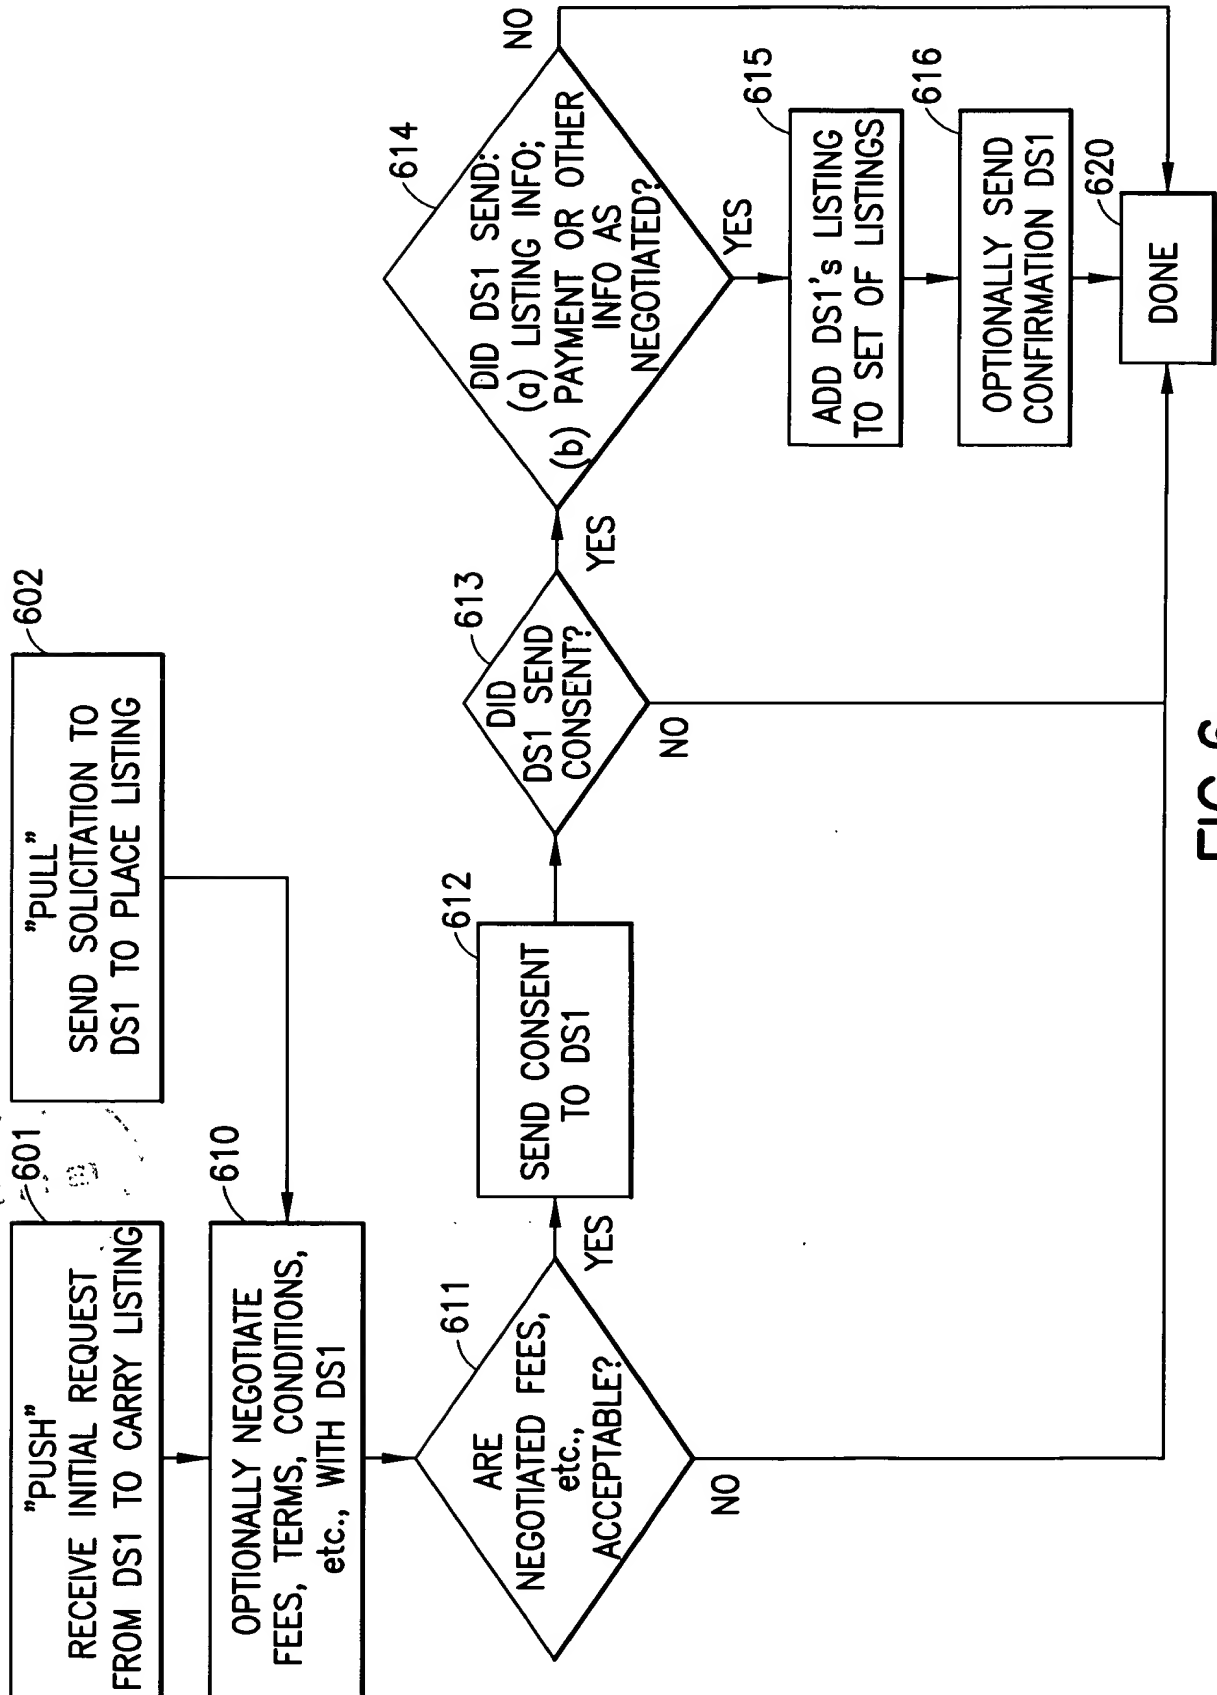 "PUSH"
RECEIVE INITIAL REQUEST
FROM DS1 TO CARRY LISTING
601
"PULL"
SEND SOLICITATION TO
DS1 TO PLACE LISTING
602
OPTIONALLY NEGOTIATE
FEES, TERMS, CONDITIONS,
etc., WITH DS1
610
ARE
NEGOTIATED FEES,
etc.,
ACCEPTABLE?
611
YES
NO
SEND CONSENT
TO DS1
612
DID
DS1 SEND
CONSENT?
613
YES
NO
DID DS1 SEND:
(a) LISTING INFO;
(b) PAYMENT OR OTHER
INFO AS
NEGOTIATED?
614
NO
YES
ADD DS1's LISTING
TO SET OF LISTINGS
615
OPTIONALLY SEND
CONFIRMATION DS1
616
DONE
620